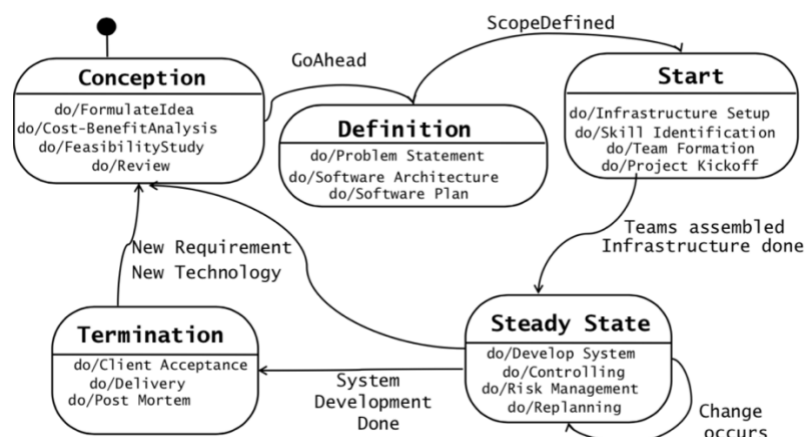 ScopeDefined
GoAhead
Conception
do/FormulateIdea
do/Cost-BenefitAnalysis
do/FeasibilityStudy
do/Review
Definition
do/Problem Statement
do/Software Architecture
do/Software Plan
Start
do/Infrastructure Setup
do/Skill Identification
do/Team Formation
do/Project Kickoff
Teams assembled
Infrastructure done
New Requirement
New Technology
Termination
do/Client Acceptance
do/Delivery
do/Post Mortem
System
Development
Done
Steady State
do/Develop System
do/Controlling
do/Risk Management
do/Replanning
Change
occurs